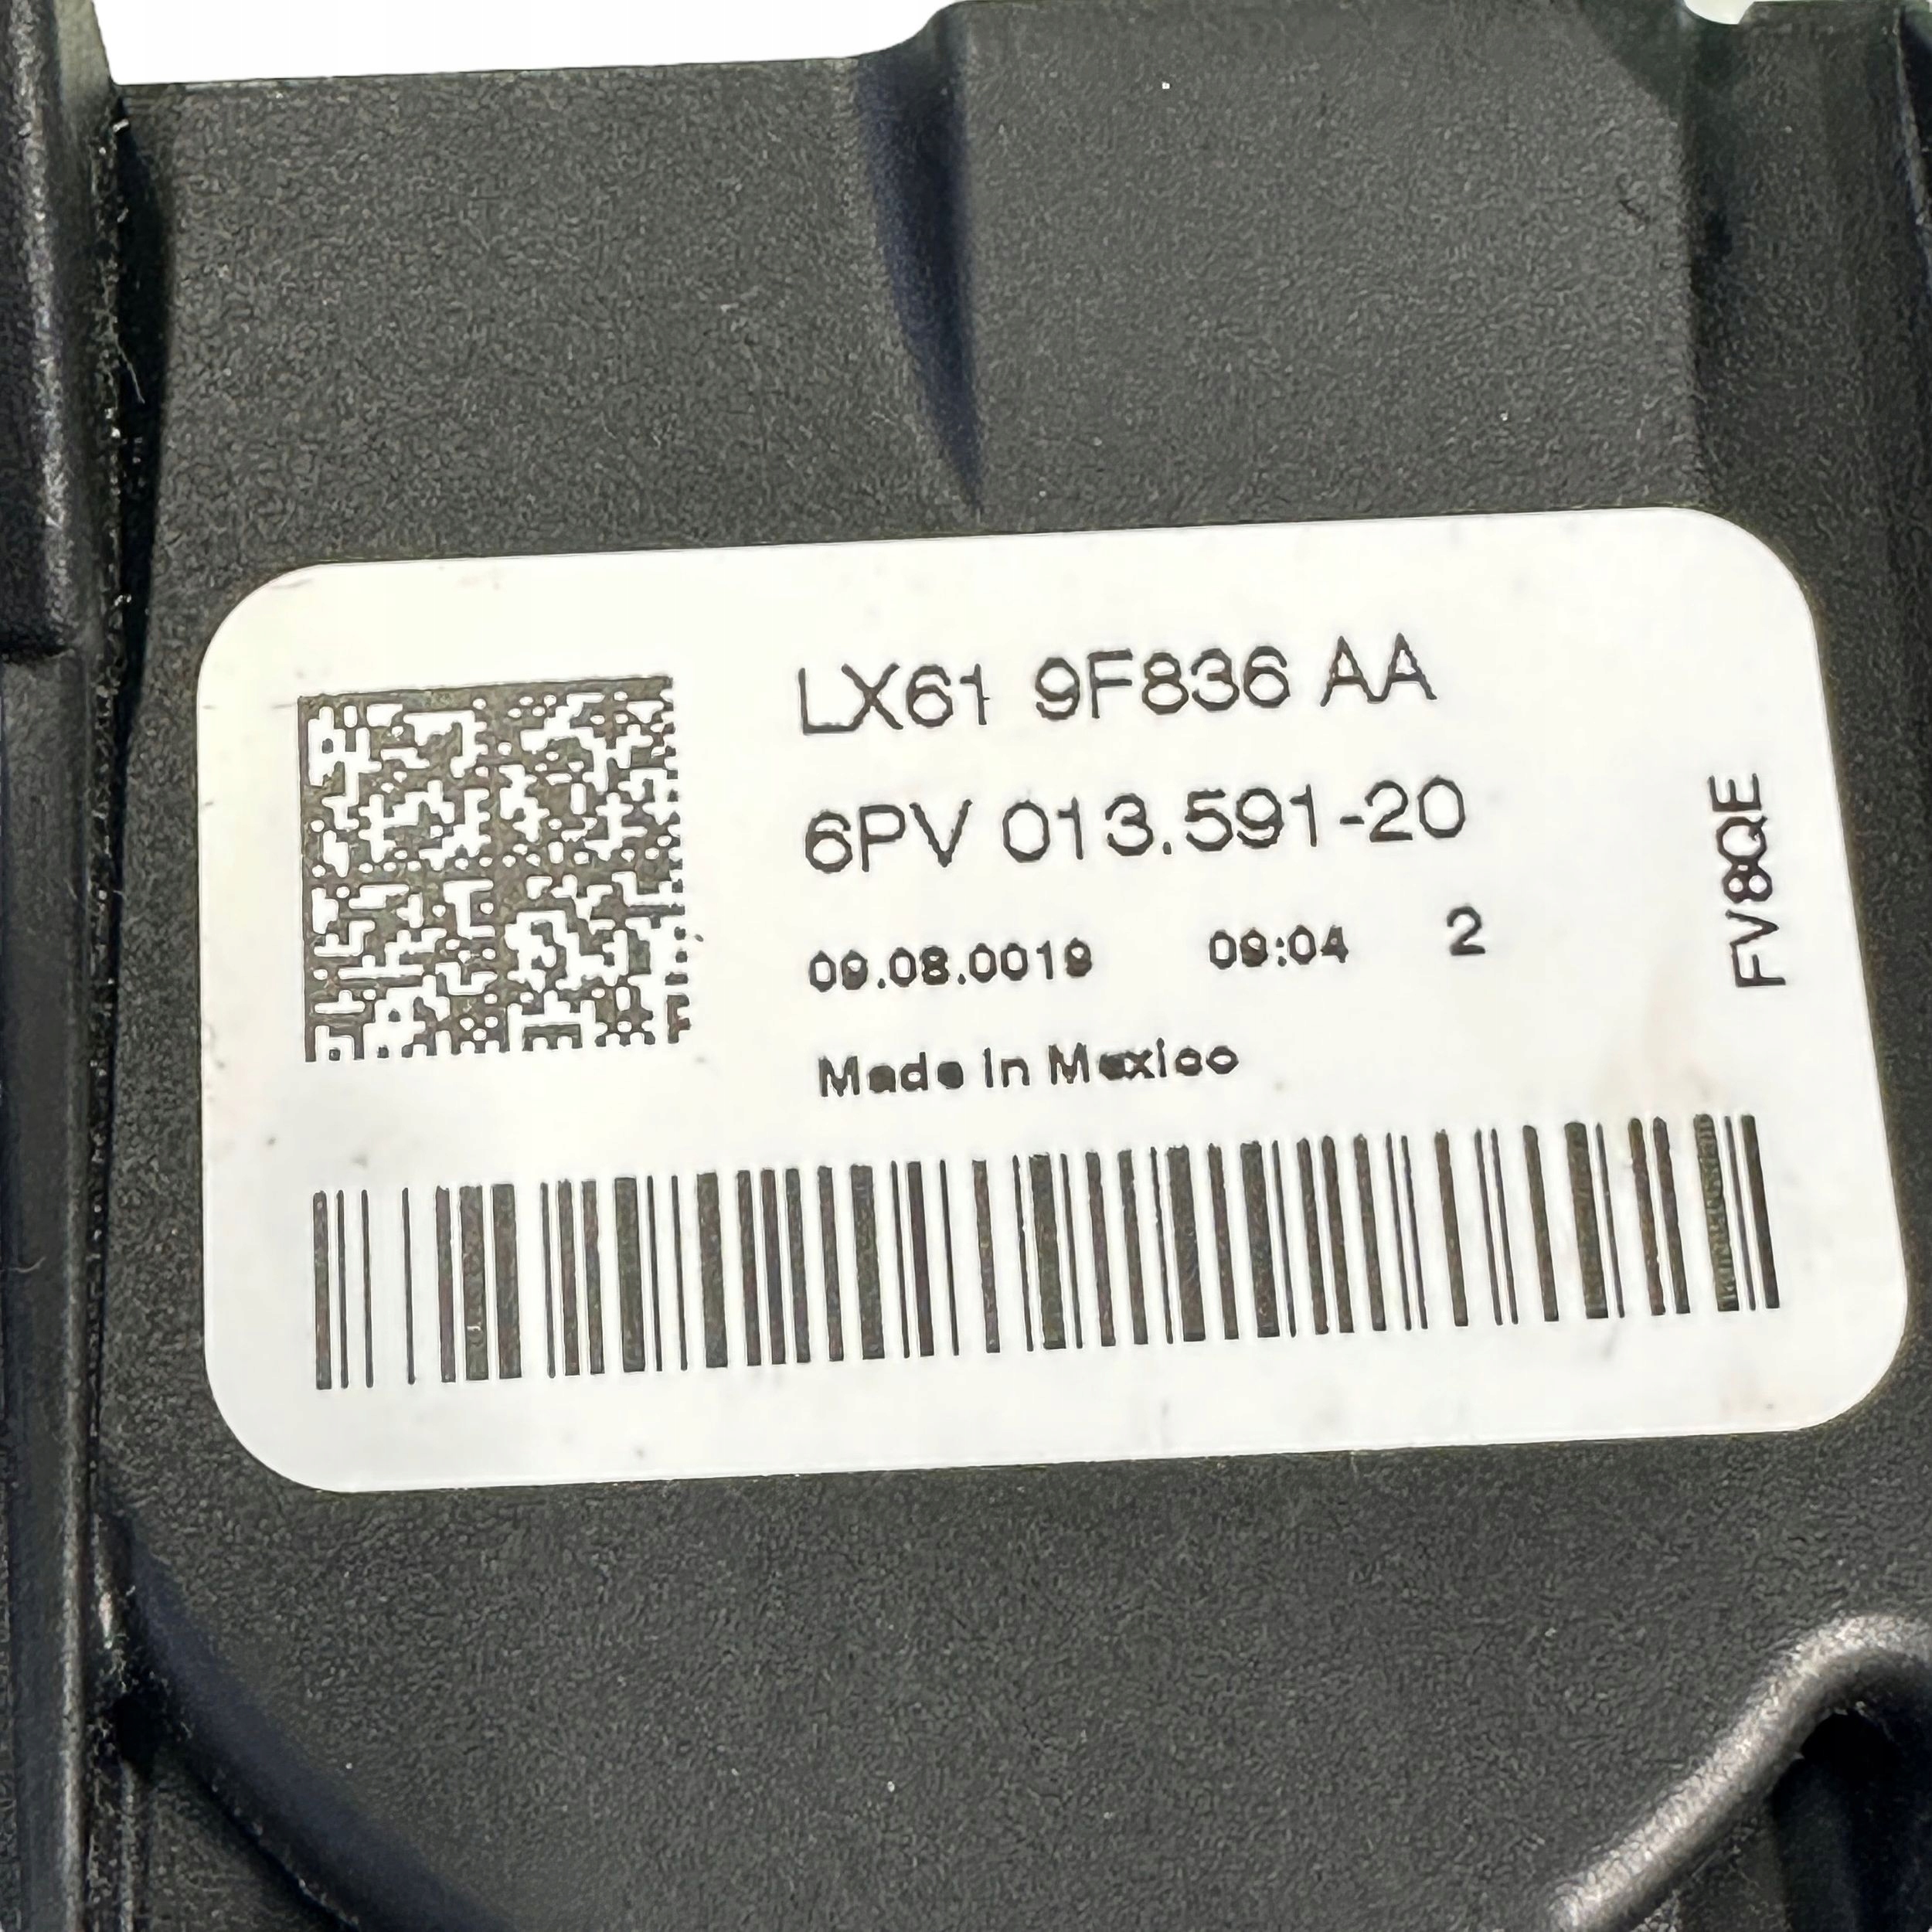 LX61 9F836 AA
6PV 013.591-20
09.08.0019 09:04 2
Made in Mexico
FV8QE